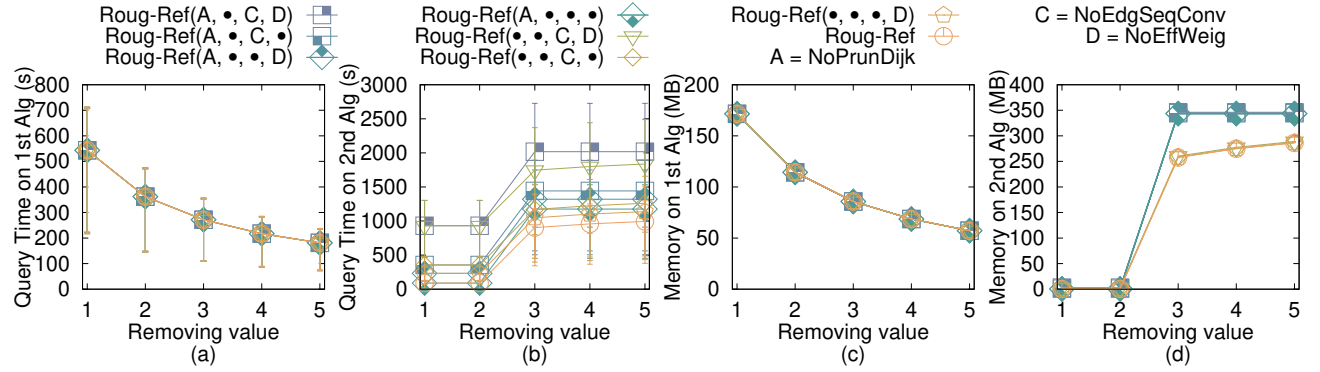 Roug-Ref(A, •, C, D)
Roug-Ref(A, •, C, •)
Roug-Ref(A, •, •, D)
Roug-Ref(A, •, •, •)
Roug-Ref(•, •, C, D)
Roug-Ref(•, •, C, •)
Roug-Ref(•, •, •, D)
Roug-Ref
A = NoPrunDijk
C = NoEdgSeqConv
D = NoEffWeig
Query Time on 1st Alg (s)
800
700
600
500
400
300
200
100
0
1 2 3 4 5
Removing value
(a)
Query Time on 2nd Alg (s)
3000
2500
2000
1500
1000
500
0
1 2 3 4 5
Removing value
(b)
Memory on 1st Alg (MB)
200
150
100
50
0
1 2 3 4 5
Removing value
(c)
Memory on 2nd Alg (MB)
400
350
300
250
200
150
100
50
0
1 2 3 4 5
Removing value
(d)